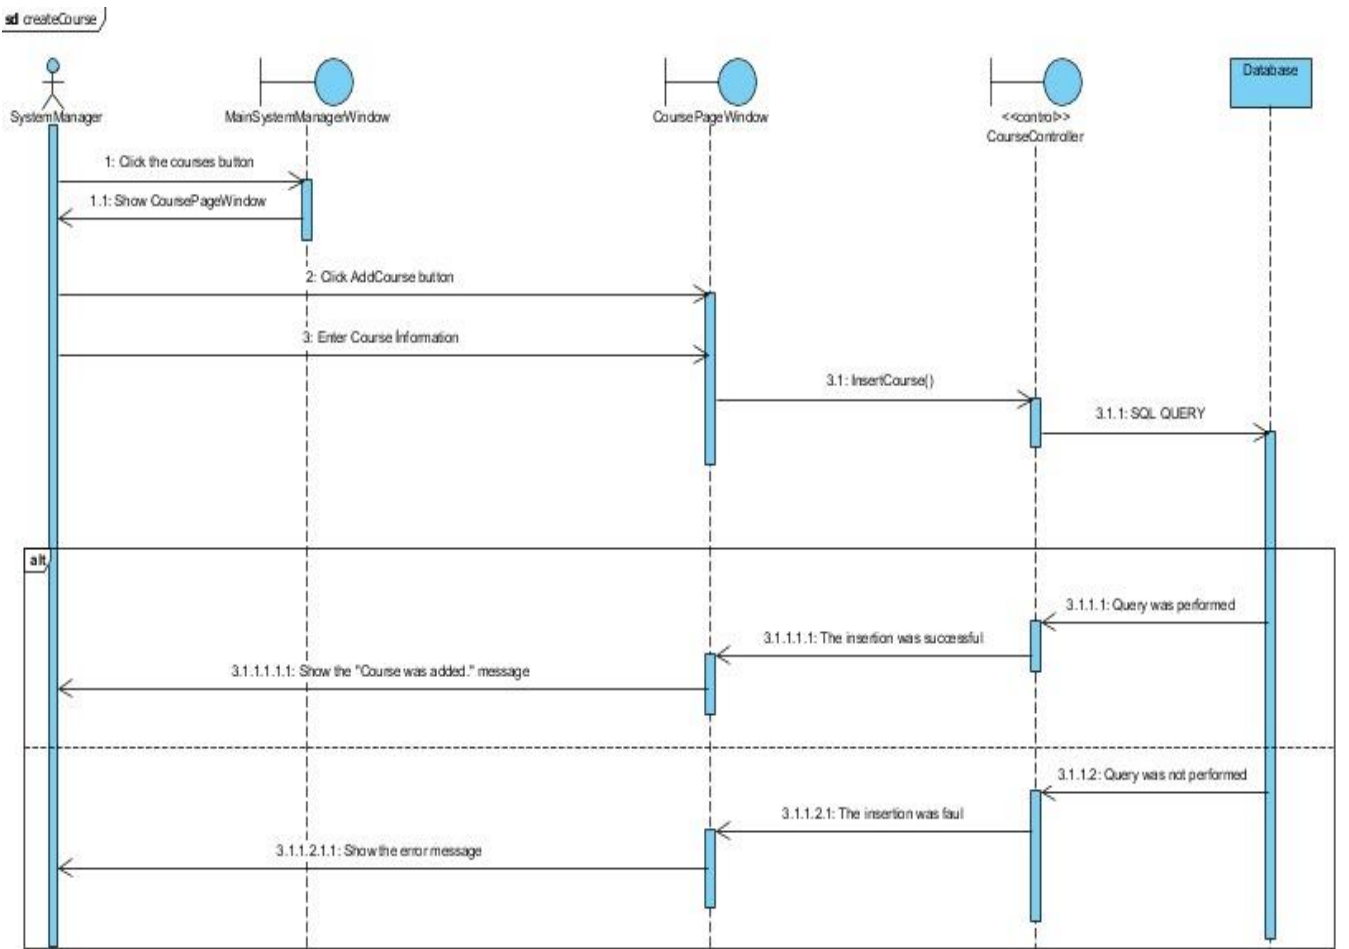 sd createCourse
SystemManager
MainSystemManagerWindow
CoursePageWindow
<<control>>
CourseController
Database
1: Click the courses button
1.1: Show CoursePageWindow
2: Click AddCourse button
3: Enter Course İnformation
3.1: InsertCourse()
3.1.1: SQL QUERY
alt
3.1.1.1: Query was performed
3.1.1.1.1: The insertion was successful
3.1.1.1.1.1: Show the "Course was added." message
3.1.1.2: Query was not performed
3.1.1.2.1: The insertion was faul
3.1.1.2.1.1: Show the error message